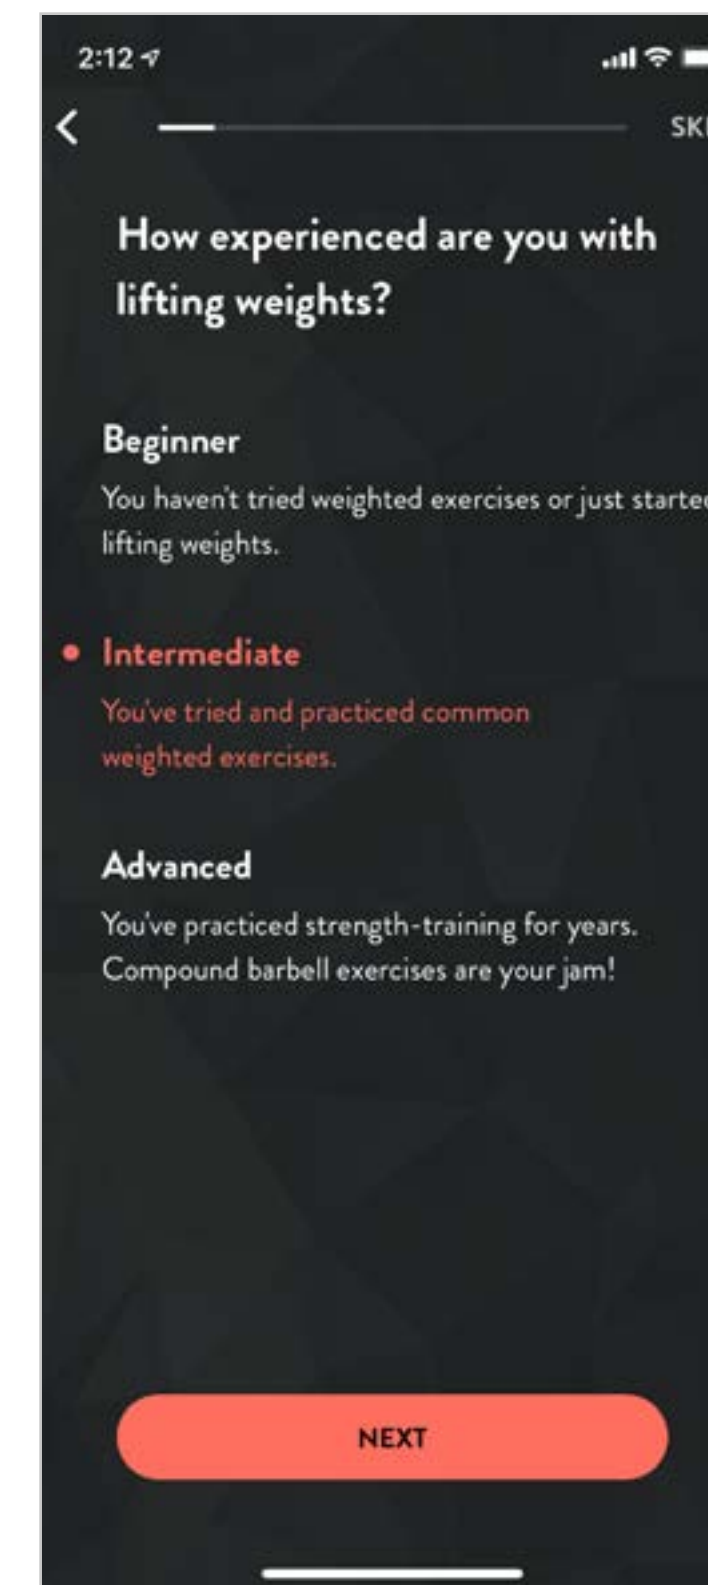 2:12
SKI
How experienced are you with
lifting weights?
Beginner
You haven't tried weighted exercises or just started
lifting weights.
Intermediate
You've tried and practiced common
weighted exercises.
Advanced
You've practiced strength-training for years.
Compound barbell exercises are your jam!
NEXT